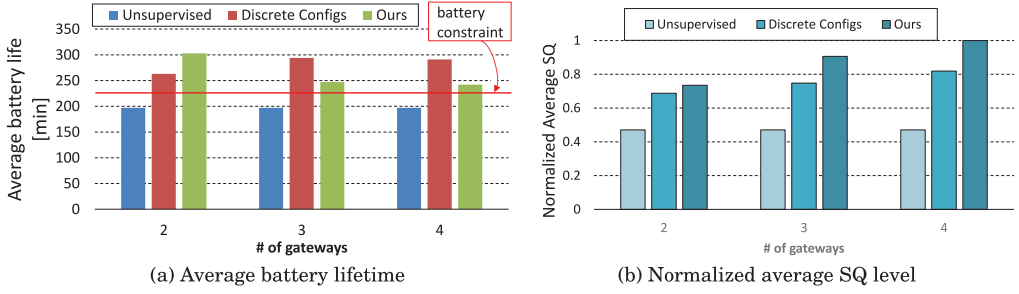 Unsupervised Discrete Configs Ours
battery
constraint
Average battery life
[min]
350
300
250
200
150
100
50
0
2 3 4
# of gateways
(a) Average battery lifetime
Unsupervised Discrete Configs Ours
Normalized Average SQ
1
0.8
0.6
0.4
0.2
0
2 3 4
# of gateways
(b) Normalized average SQ level